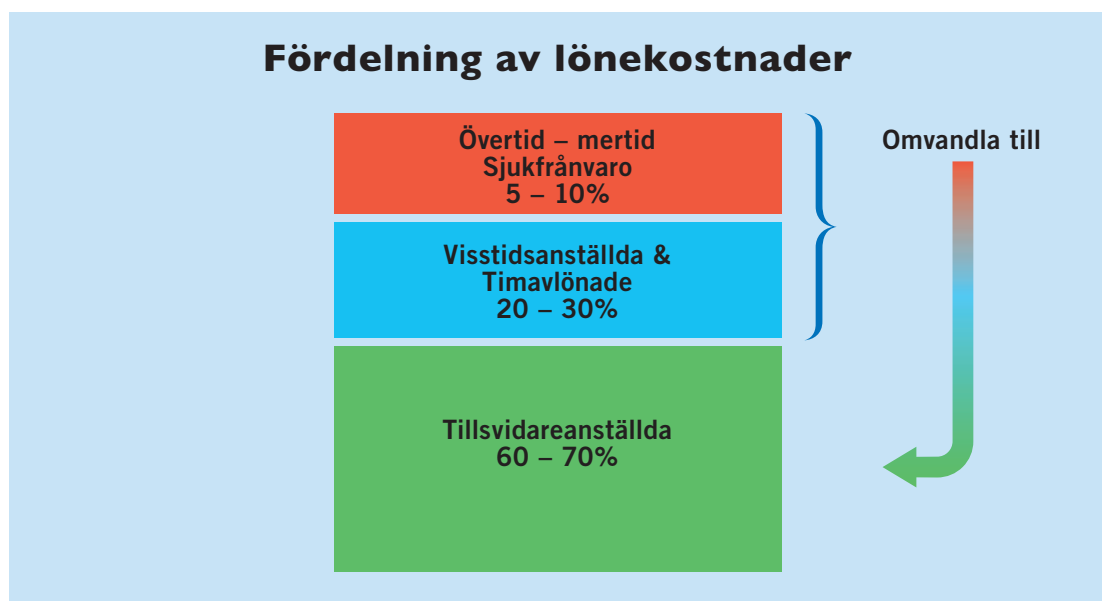 Fördelning av lönekostnader
Övertid – mertid
Sjukfrånvaro
5 – 10%
Omvandla till
Visstidsanställda &
Timavlönade
20 – 30%
Tillsvidareanställda
60 – 70%